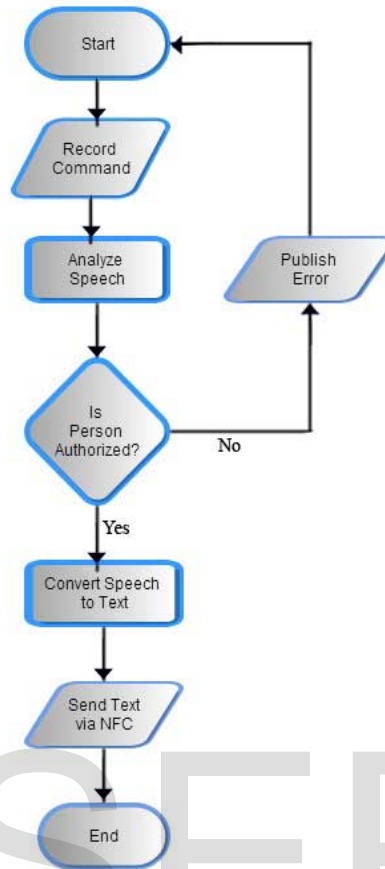 Start
Record
Command
Analyze
Speech
Publish
Error
Is
Person
Authorized?
No
Yes
Convert Speech
to Text
Send Text
via NFC
End